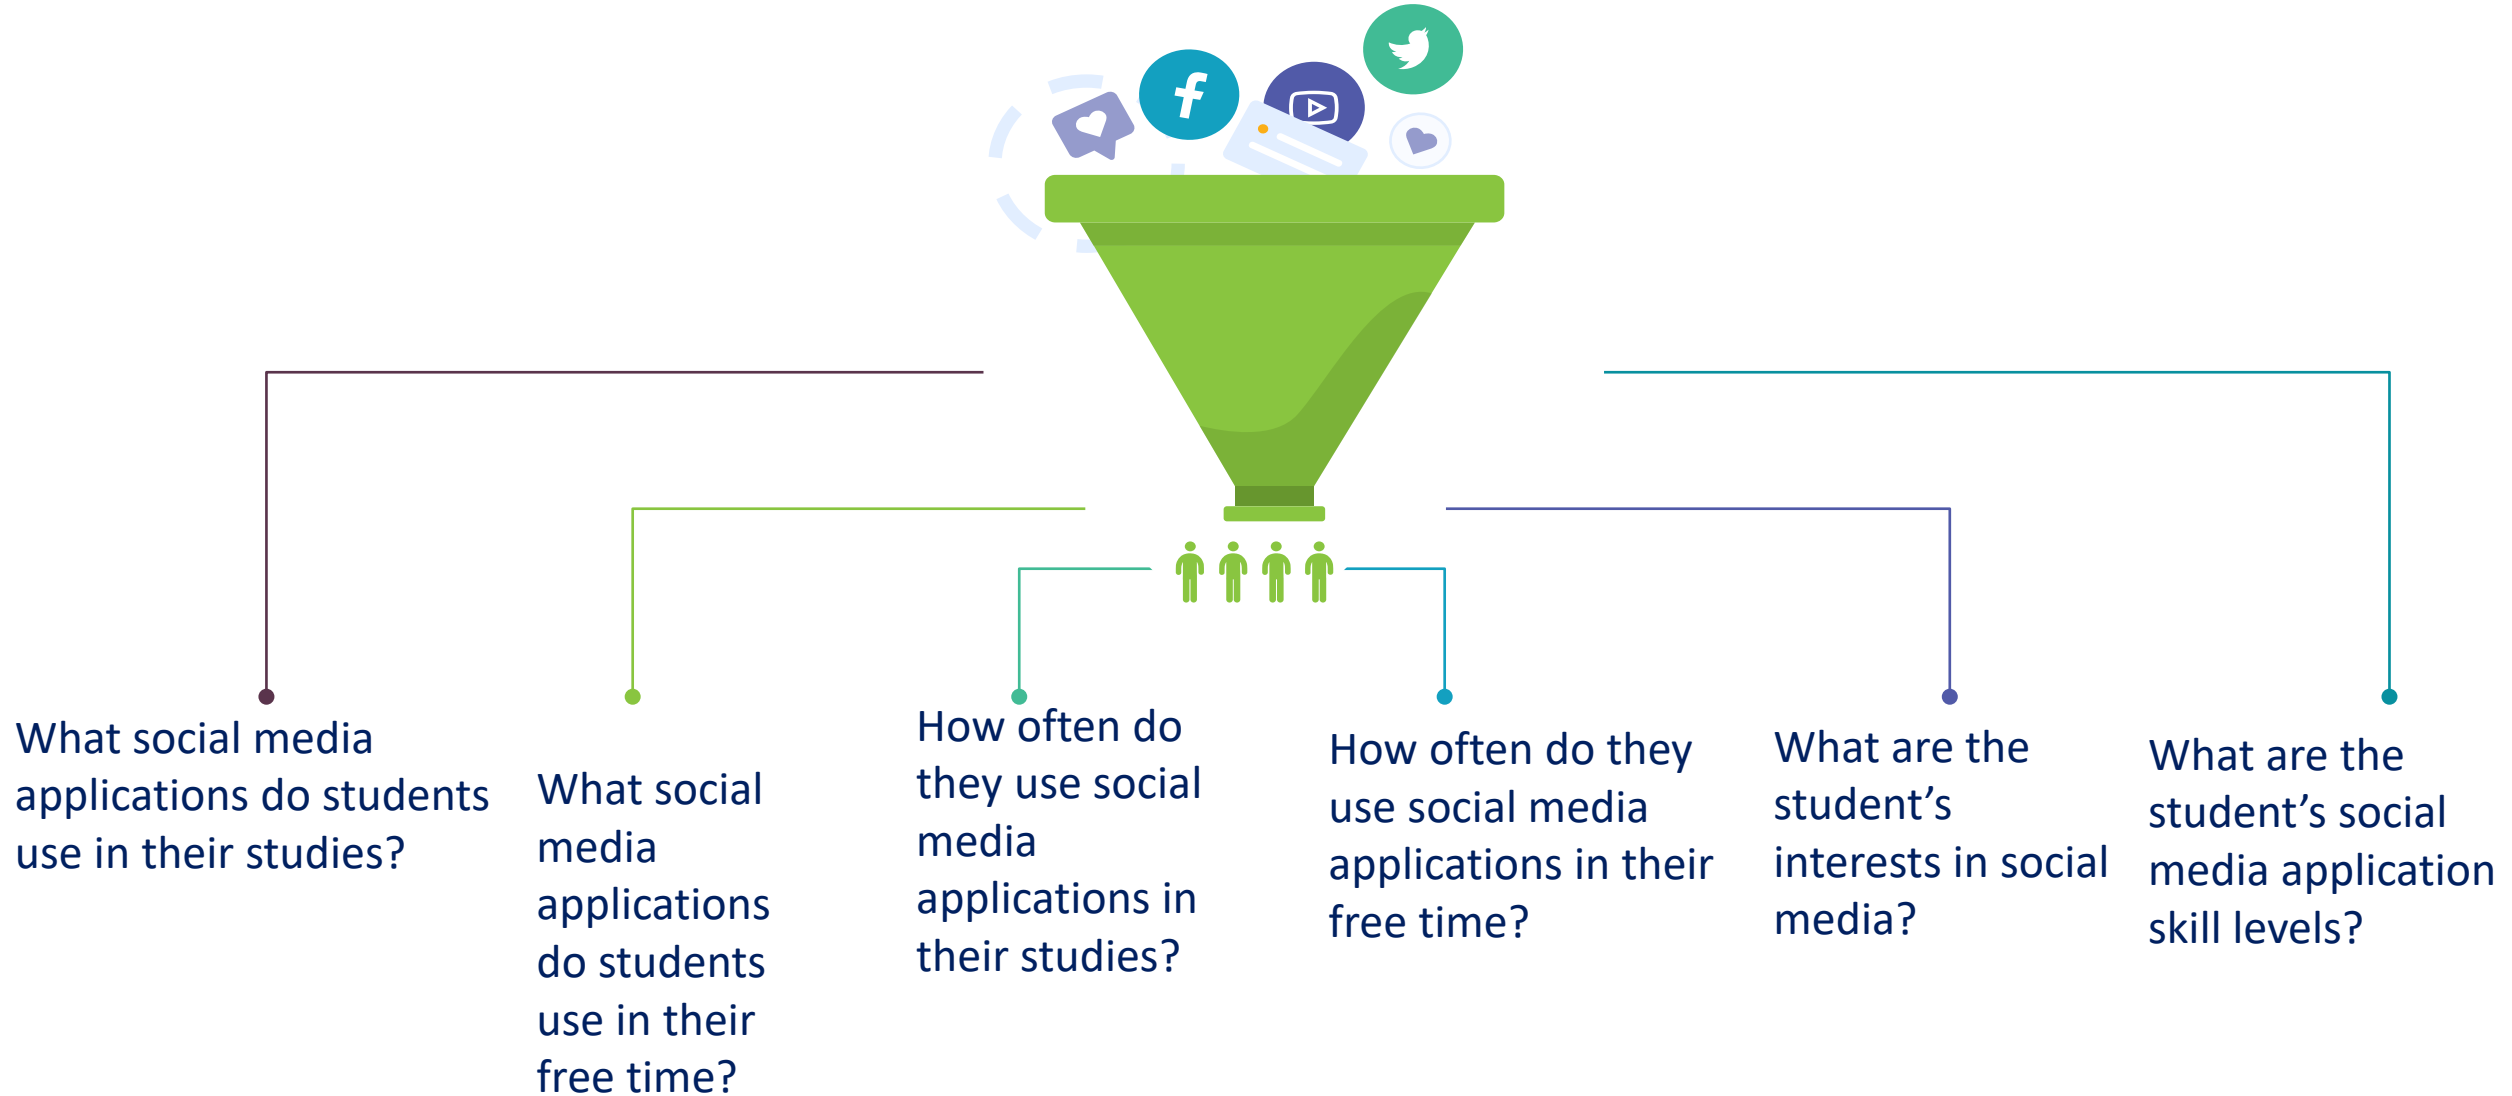 What social media
applications do students
use in their studies?
What social
media
applications
do students
use in their
free time?
How often do
they use social
media
applications in
their studies?
How often do they
use social media
applications in their
free time?
What are the
student’s
interests in social
media?
What are the
student’s social
media application
skill levels?